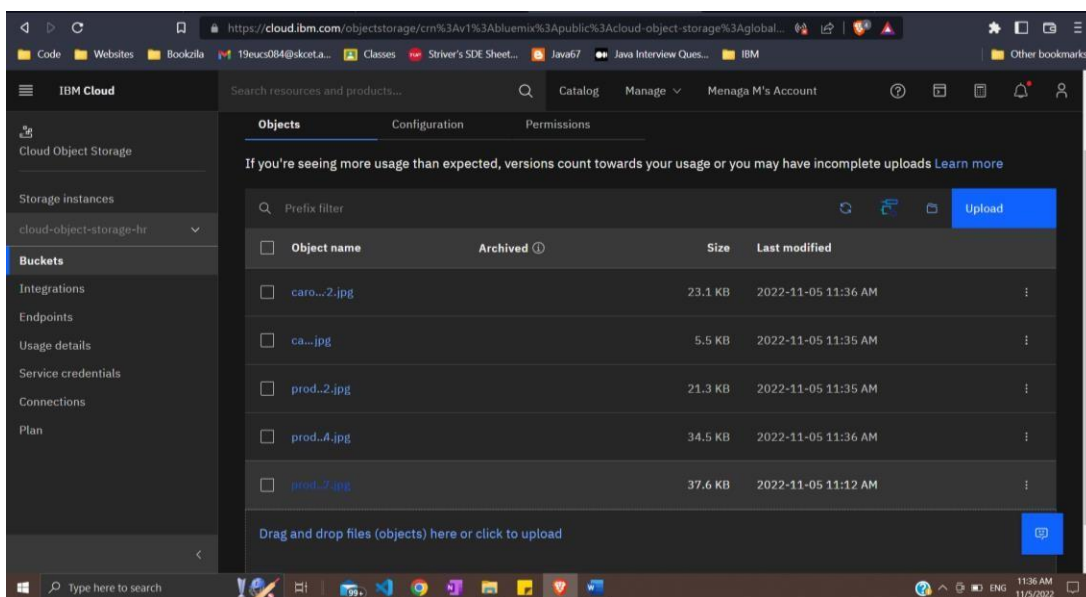 https://cloud.ibm.com/objectstorage/crn%3Av1%3Abluemix%3Apublic%3Acloud-object-storage%3Aglobal...
Code Websites Bookzila 19eucs084@skcet.a... Classes Striver's SDE Sheet... Java67 Java Interview Ques... IBM Other bookmarks
IBM Cloud Search resources and products... Catalog Manage Menaga M's Account
Cloud Object Storage
Storage instances
cloud-object-storage-hr
Buckets
Integrations
Endpoints
Usage details
Service credentials
Connections
Plan
Objects Configuration Permissions
If you're seeing more usage than expected, versions count towards your usage or you may have incomplete uploads Learn more
Prefix filter Upload
Object name Archived Size Last modified
caro...-2.jpg 23.1 KB 2022-11-05 11:36 AM
ca...jpg 5.5 KB 2022-11-05 11:35 AM
prod..2.jpg 21.3 KB 2022-11-05 11:35 AM
prod..4.jpg 34.5 KB 2022-11-05 11:36 AM
37.6 KB 2022-11-05 11:12 AM
Drag and drop files (objects) here or click to upload
Type here to search 99+ ENG 11:36 AM
11/5/2022